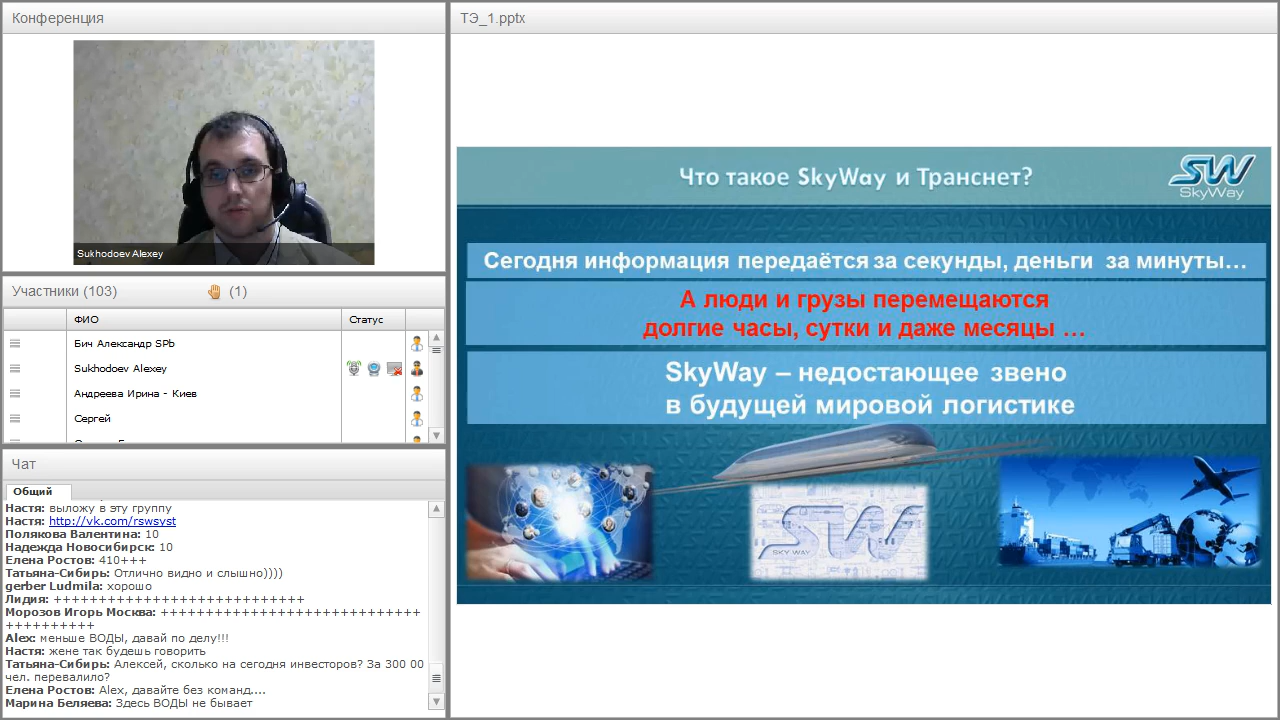 Конференция
Sukhodoev Alexey
Участники (103)
(1)
ФИО
Статус
Бич Александр SPb
Sukhodoev Alexey
Андреева Ирина - Киев
Сергей
Чат
Общий
Настя: выложу в эту группу
Настя: http://vk.com/rswsyst
Полякова Валентина: 10
Надежда Новосибирск: 10
Елена Ростов: 410+++
Татьяна-Сибирь: Отлично видно и слышно))))
gerber Ludmila: хорошо
Лидия: ++++++++++++++++++++++++++++
Морозов Игорь Москва: +++++++++++++++++++++++++++++
++++++++++
Alex: меньше ВОДЫ, давай по делу!!!
Настя: жене так будешь говорить
Татьяна-Сибирь: Алексей, сколько на сегодня инвесторов? За 300 00
чел. перевалило?
Елена Ростов: Alex, давайте без команд....
Марина Беляева: Здесь ВОДЫ не бывает
ТЭ_1.pptx
Что такое SkyWay и Транснет?
SW
SkyWay
Сегодня информация передаётся за секунды, деньги за минуты…
А люди и грузы перемещаются
долгие часы, сутки и даже месяцы …
SkyWay – недостающее звено
в будущей мировой логистике
SW
SKY WAY